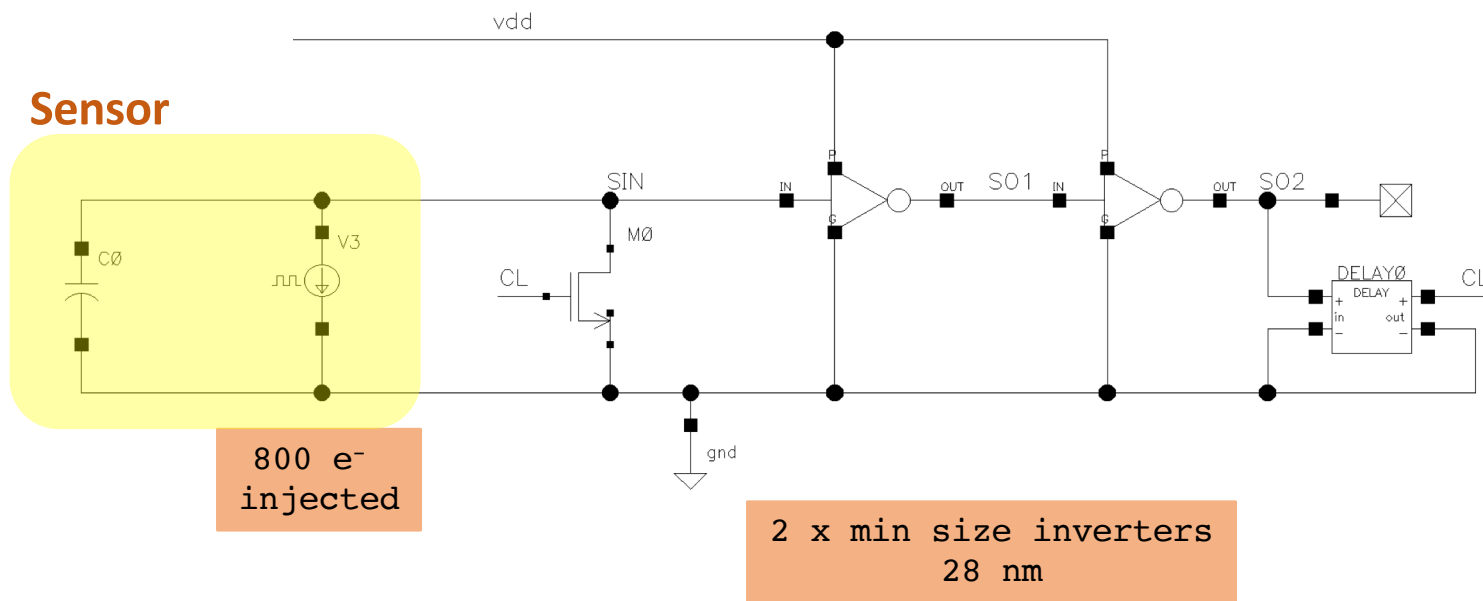 vdd
Sensor
SIN
IN
P
G
OUT
SO1
IN
P
G
OUT
SO2
CØ
V3
MØ
CL
DELAYØ
DELAY
CL
+ +
in out
- -
800 e⁻
injected
gnd
2 x min size inverters
28 nm